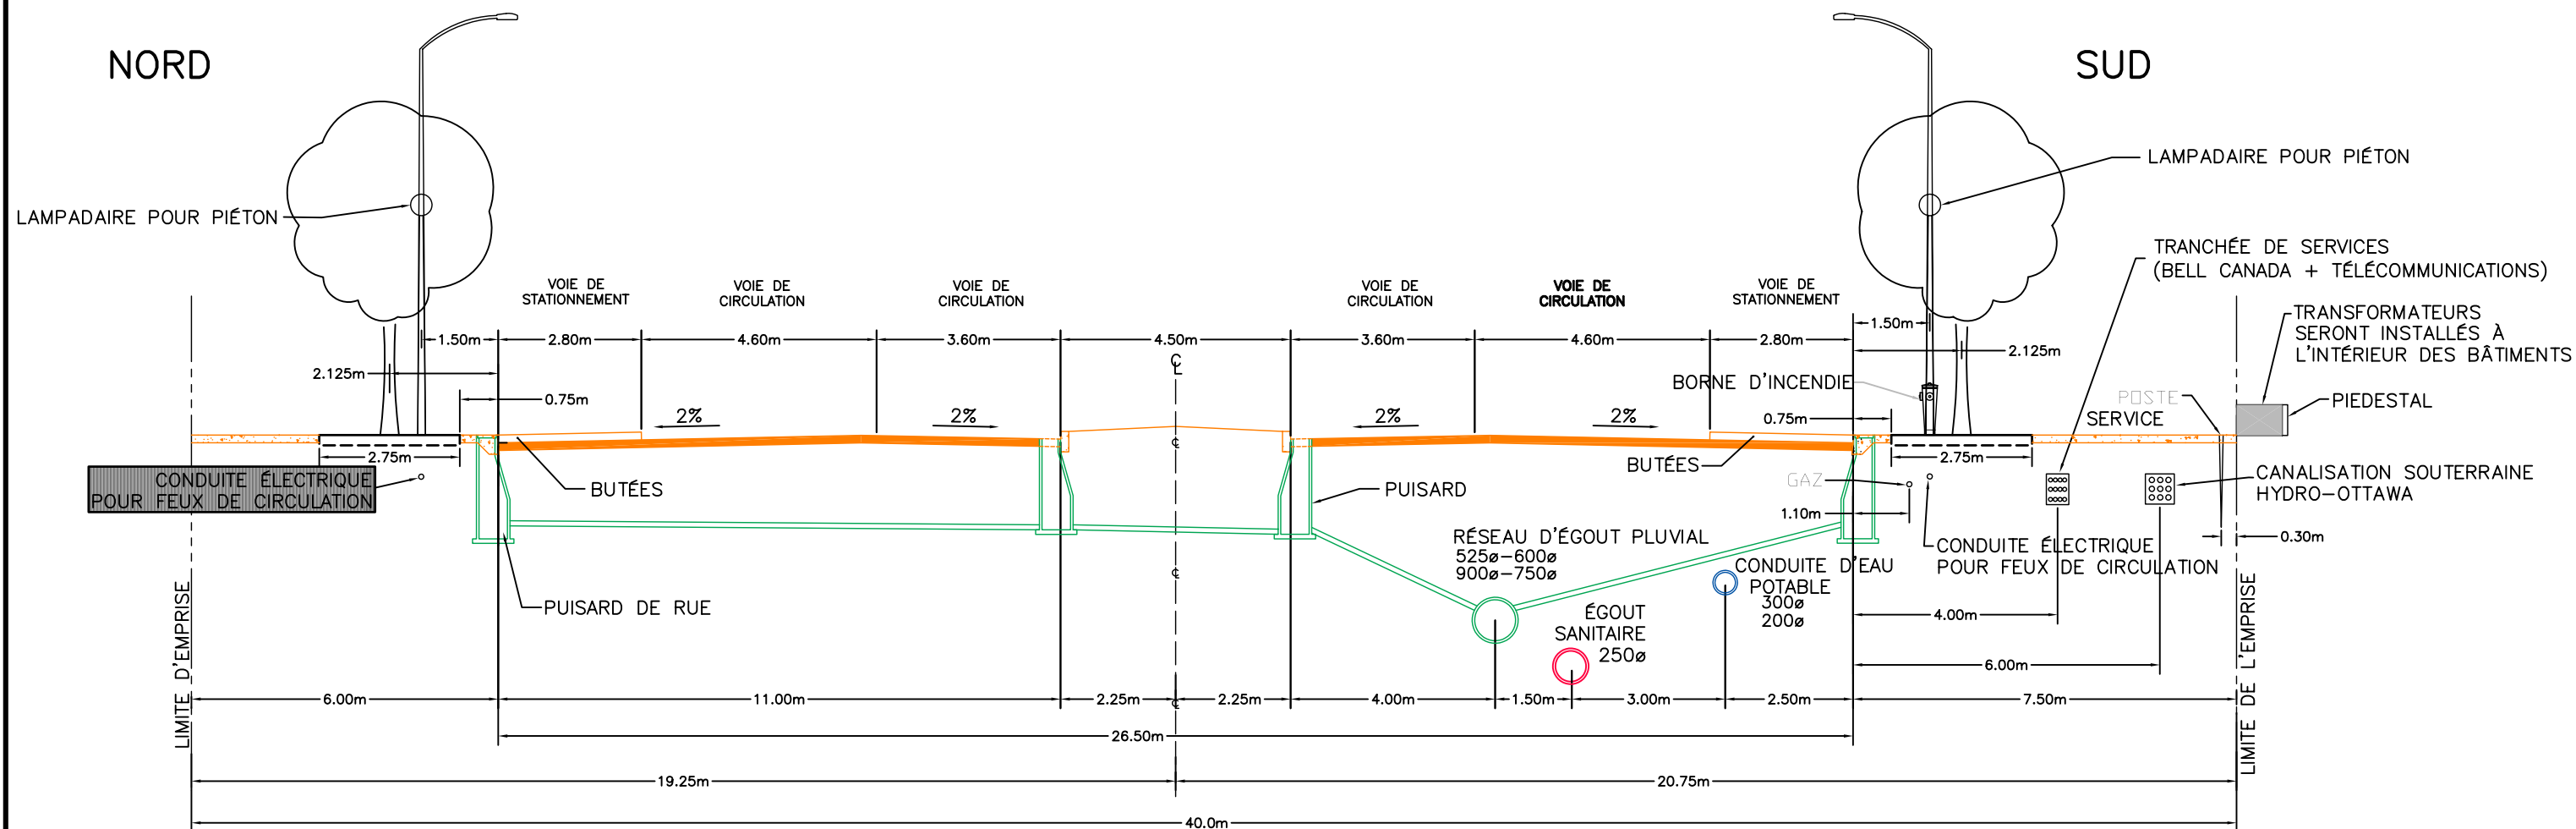 NORD
SUD
LAMPADAIRE POUR PIÉTON
LAMPADAIRE POUR PIÉTON
TRANCHÉE DE SERVICES
(BELL CANADA + TÉLÉCOMMUNICATIONS)
TRANSFORMATEURS
SERONT INSTALLÉS À
L'INTÉRIEUR DES BÂTIMENTS
VOIE DE
STATIONNEMENT
VOIE DE
CIRCULATION
VOIE DE
CIRCULATION
VOIE DE
CIRCULATION
VOIE DE
CIRCULATION
VOIE DE
STATIONNEMENT
1.50m
2.80m
4.60m
3.60m
4.50m
3.60m
4.60m
2.80m
1.50m
2.125m
2.125m
℄
0.75m
BORNE D'INCENDIE
0.75m
POSTE
SERVICE
PIEDESTAL
2%
2%
2%
2%
℄
2.75m
2.75m
CONDUITE ÉLECTRIQUE
POUR FEUX DE CIRCULATION
BUTÉES
PUISARD
BUTÉES
GAZ
1.10m
CANALISATION SOUTERRAINE
HYDRO-OTTAWA
0.30m
RÉSEAU D'ÉGOUT PLUVIAL
525ø-600ø
900ø-750ø
CONDUITE ÉLECTRIQUE
POUR FEUX DE CIRCULATION
℄
CONDUITE D'EAU
POTABLE
300ø
200ø
PUISARD DE RUE
ÉGOUT
SANITAIRE
250ø
4.00m
6.00m
LIMITE D'EMPRISE
LIMITE DE L'EMPRISE
6.00m
11.00m
2.25m
℄
2.25m
4.00m
1.50m
3.00m
2.50m
7.50m
26.50m
19.25m
20.75m
40.0m